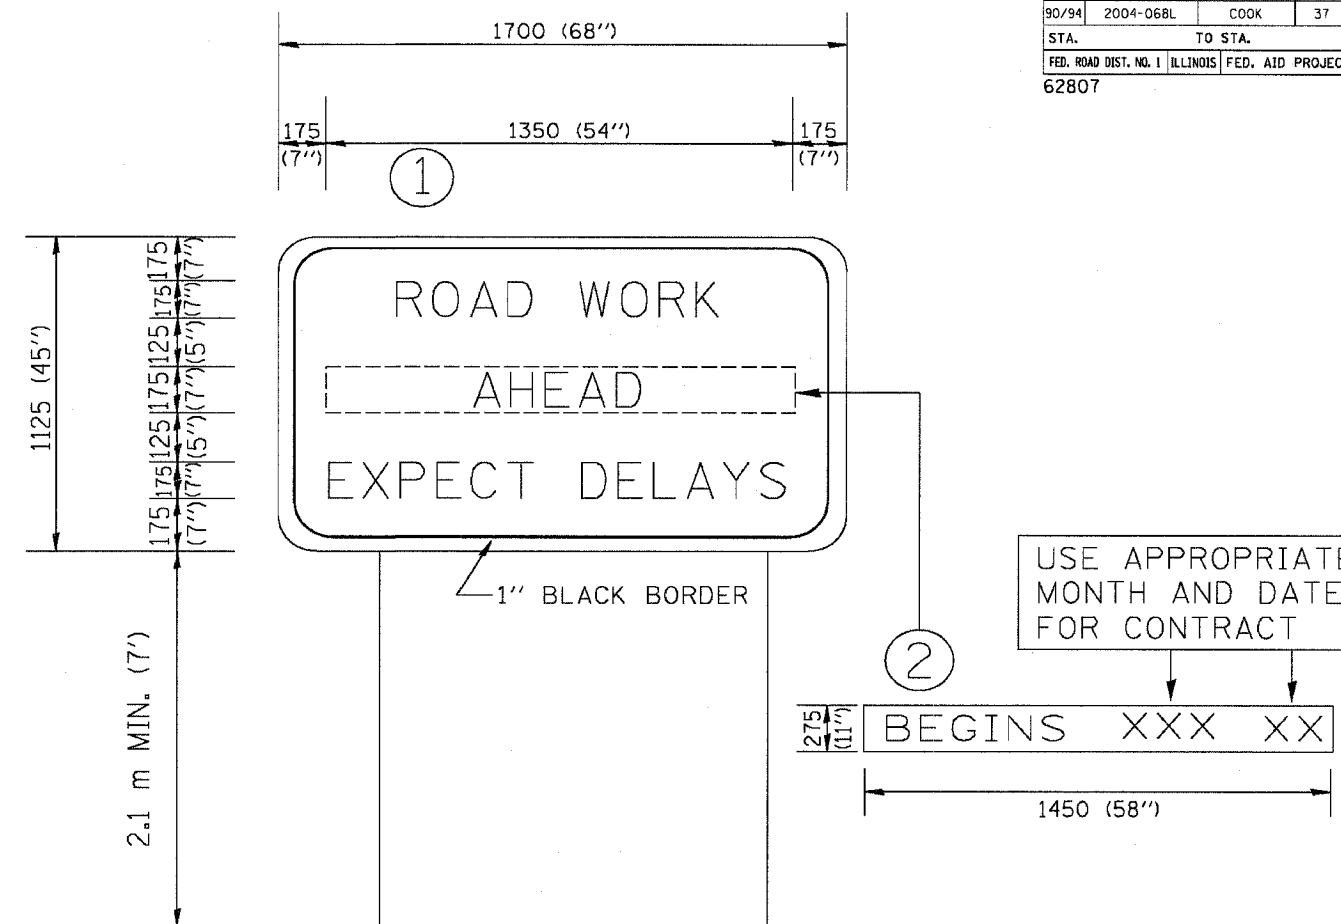 90/94 2004-068L COOK 37
STA. TO STA.
FED. ROAD DIST. NO. 1 ILLINOIS FED. AID PROJEC
62807
1700 (68'')
175 (7'')
1350 (54'')
175 (7'')
1
1125 (45'')
175 (7'')
175 (7'')
125 (5'')
175 (7'')
125 (5'')
175 (7'')
175 (7'')
ROAD WORK
AHEAD
EXPECT DELAYS
1'' BLACK BORDER
2.1 m MIN. (7')
USE APPROPRIATE
MONTH AND DATE
FOR CONTRACT
2
275 (11'')
BEGINS XXX XX
1450 (58'')